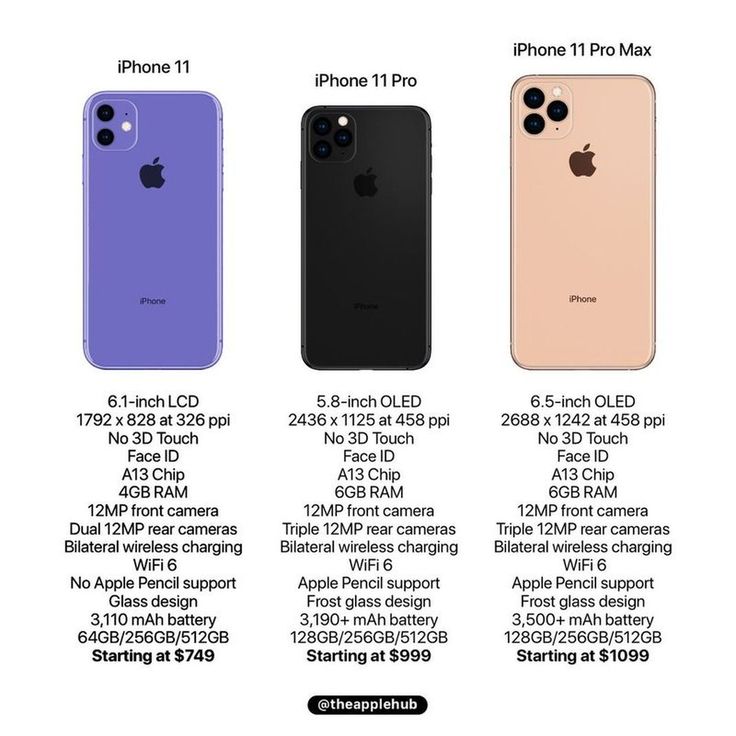 iPhone 11
iPhone
6.1-inch LCD
1792 x 828 at 326 ppi
No 3D Touch
Face ID
A13 Chip
4GB RAM
12MP front camera
Dual 12MP rear cameras
Bilateral wireless charging
WiFi 6
No Apple Pencil support
Glass design
3,110 mAh battery
64GB/256GB/512GB
Starting at $749
iPhone 11 Pro
iPhone
5.8-inch OLED
2436 x 1125 at 458 ppi
No 3D Touch
Face ID
A13 Chip
6GB RAM
12MP front camera
Triple 12MP rear cameras
Bilateral wireless charging
WiFi 6
Apple Pencil support
Frost glass design
3,190+ mAh battery
128GB/256GB/512GB
Starting at $999
iPhone 11 Pro Max
iPhone
6.5-inch OLED
2688 x 1242 at 458 ppi
No 3D Touch
Face ID
A13 Chip
6GB RAM
12MP front camera
Triple 12MP rear cameras
Bilateral wireless charging
WiFi 6
Apple Pencil support
Frost glass design
3,500+ mAh battery
128GB/256GB/512GB
Starting at $1099
@theapplehub